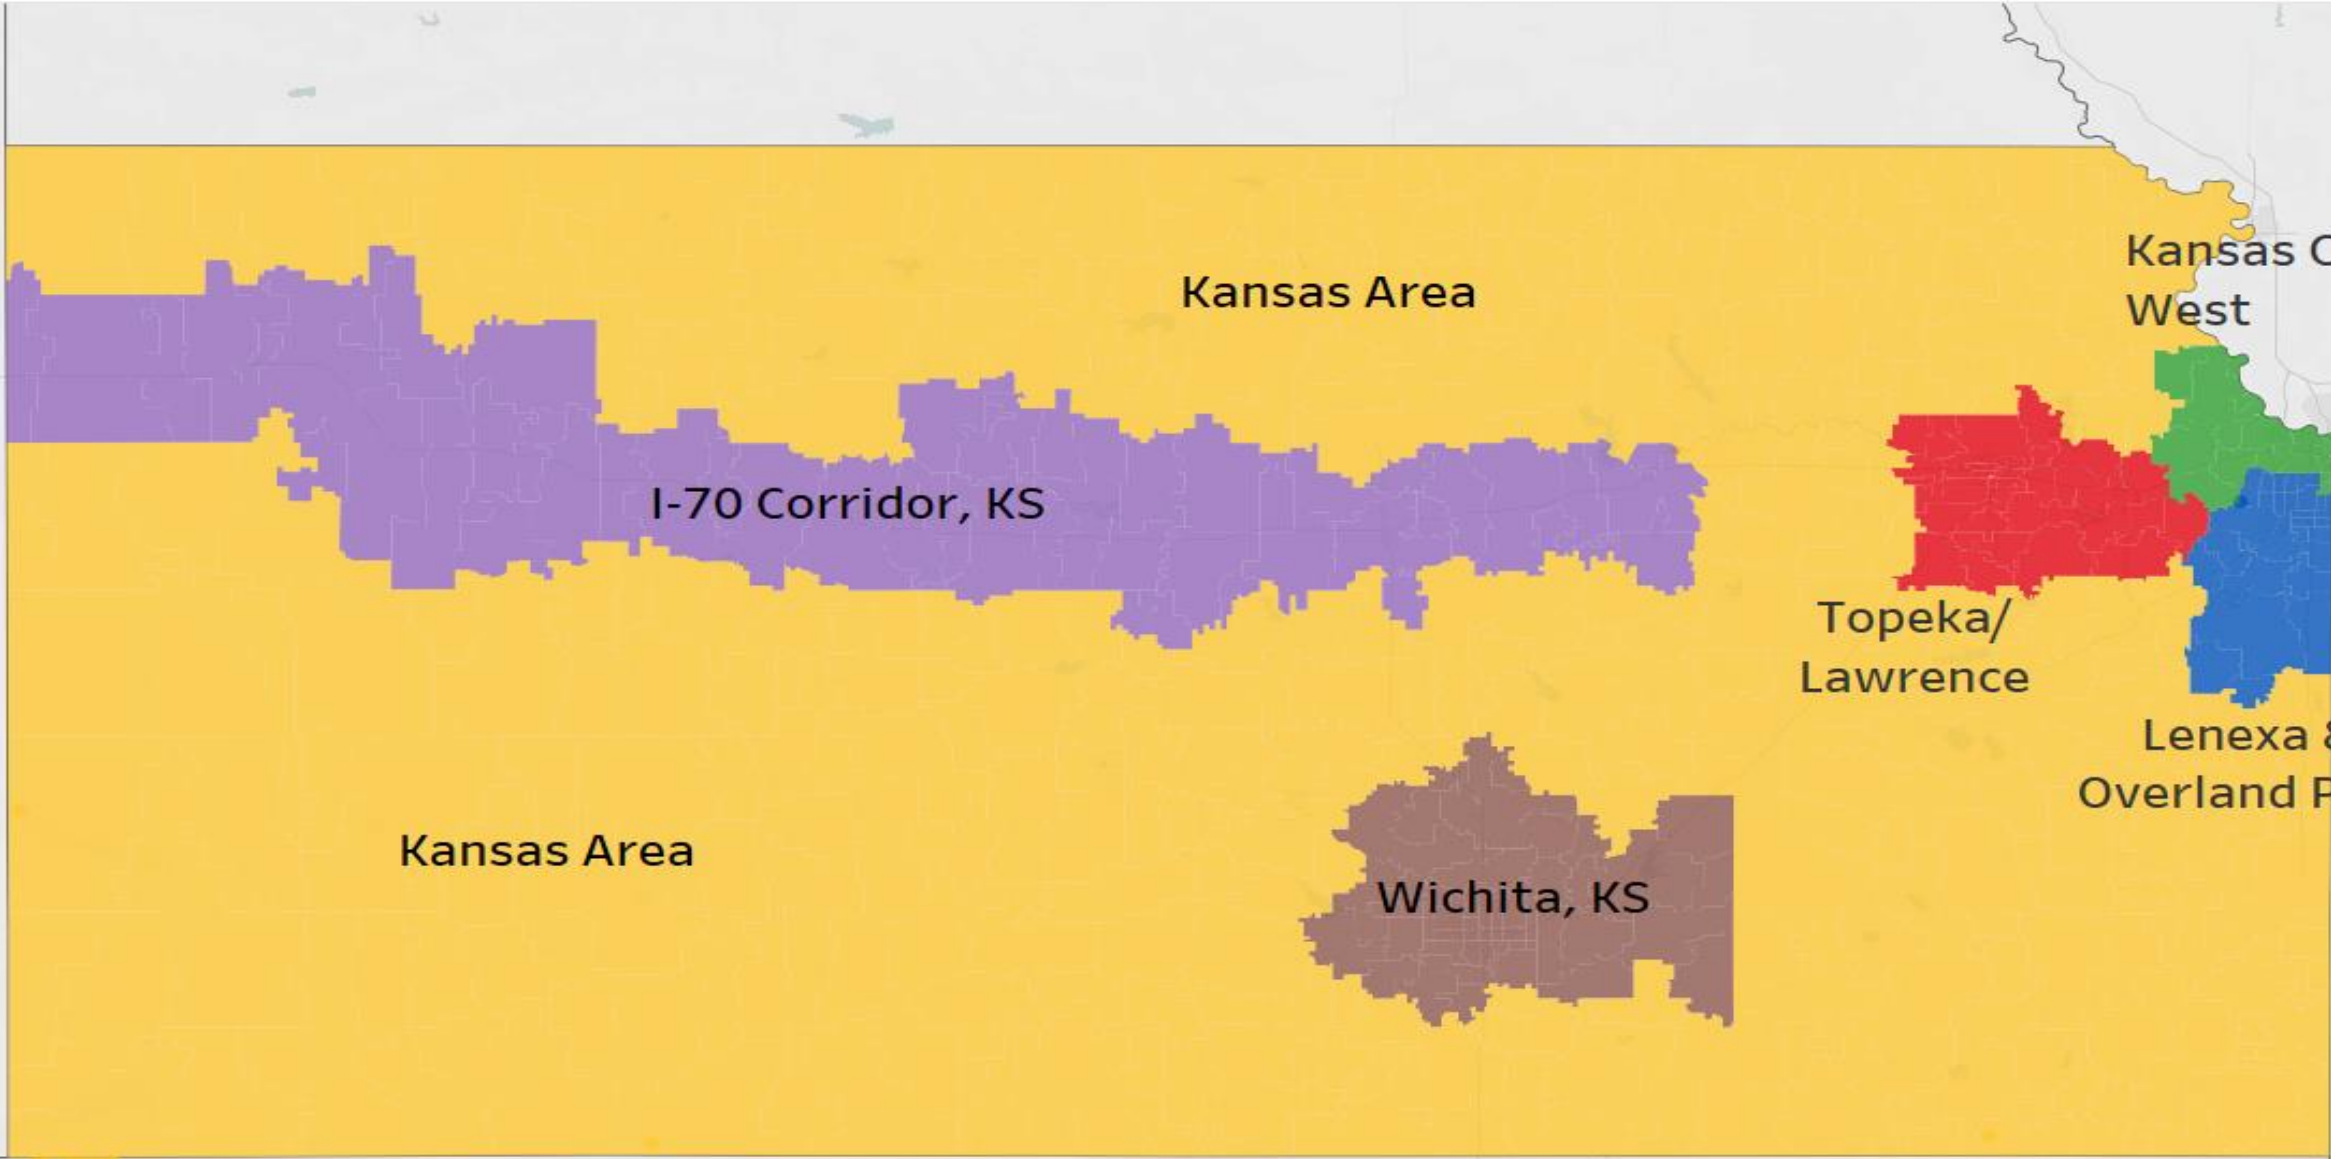 Kansas C
West
Kansas Area
I-70 Corridor, KS
Topeka/
Lawrence
Lenexa &
Overland P
Kansas Area
Wichita, KS